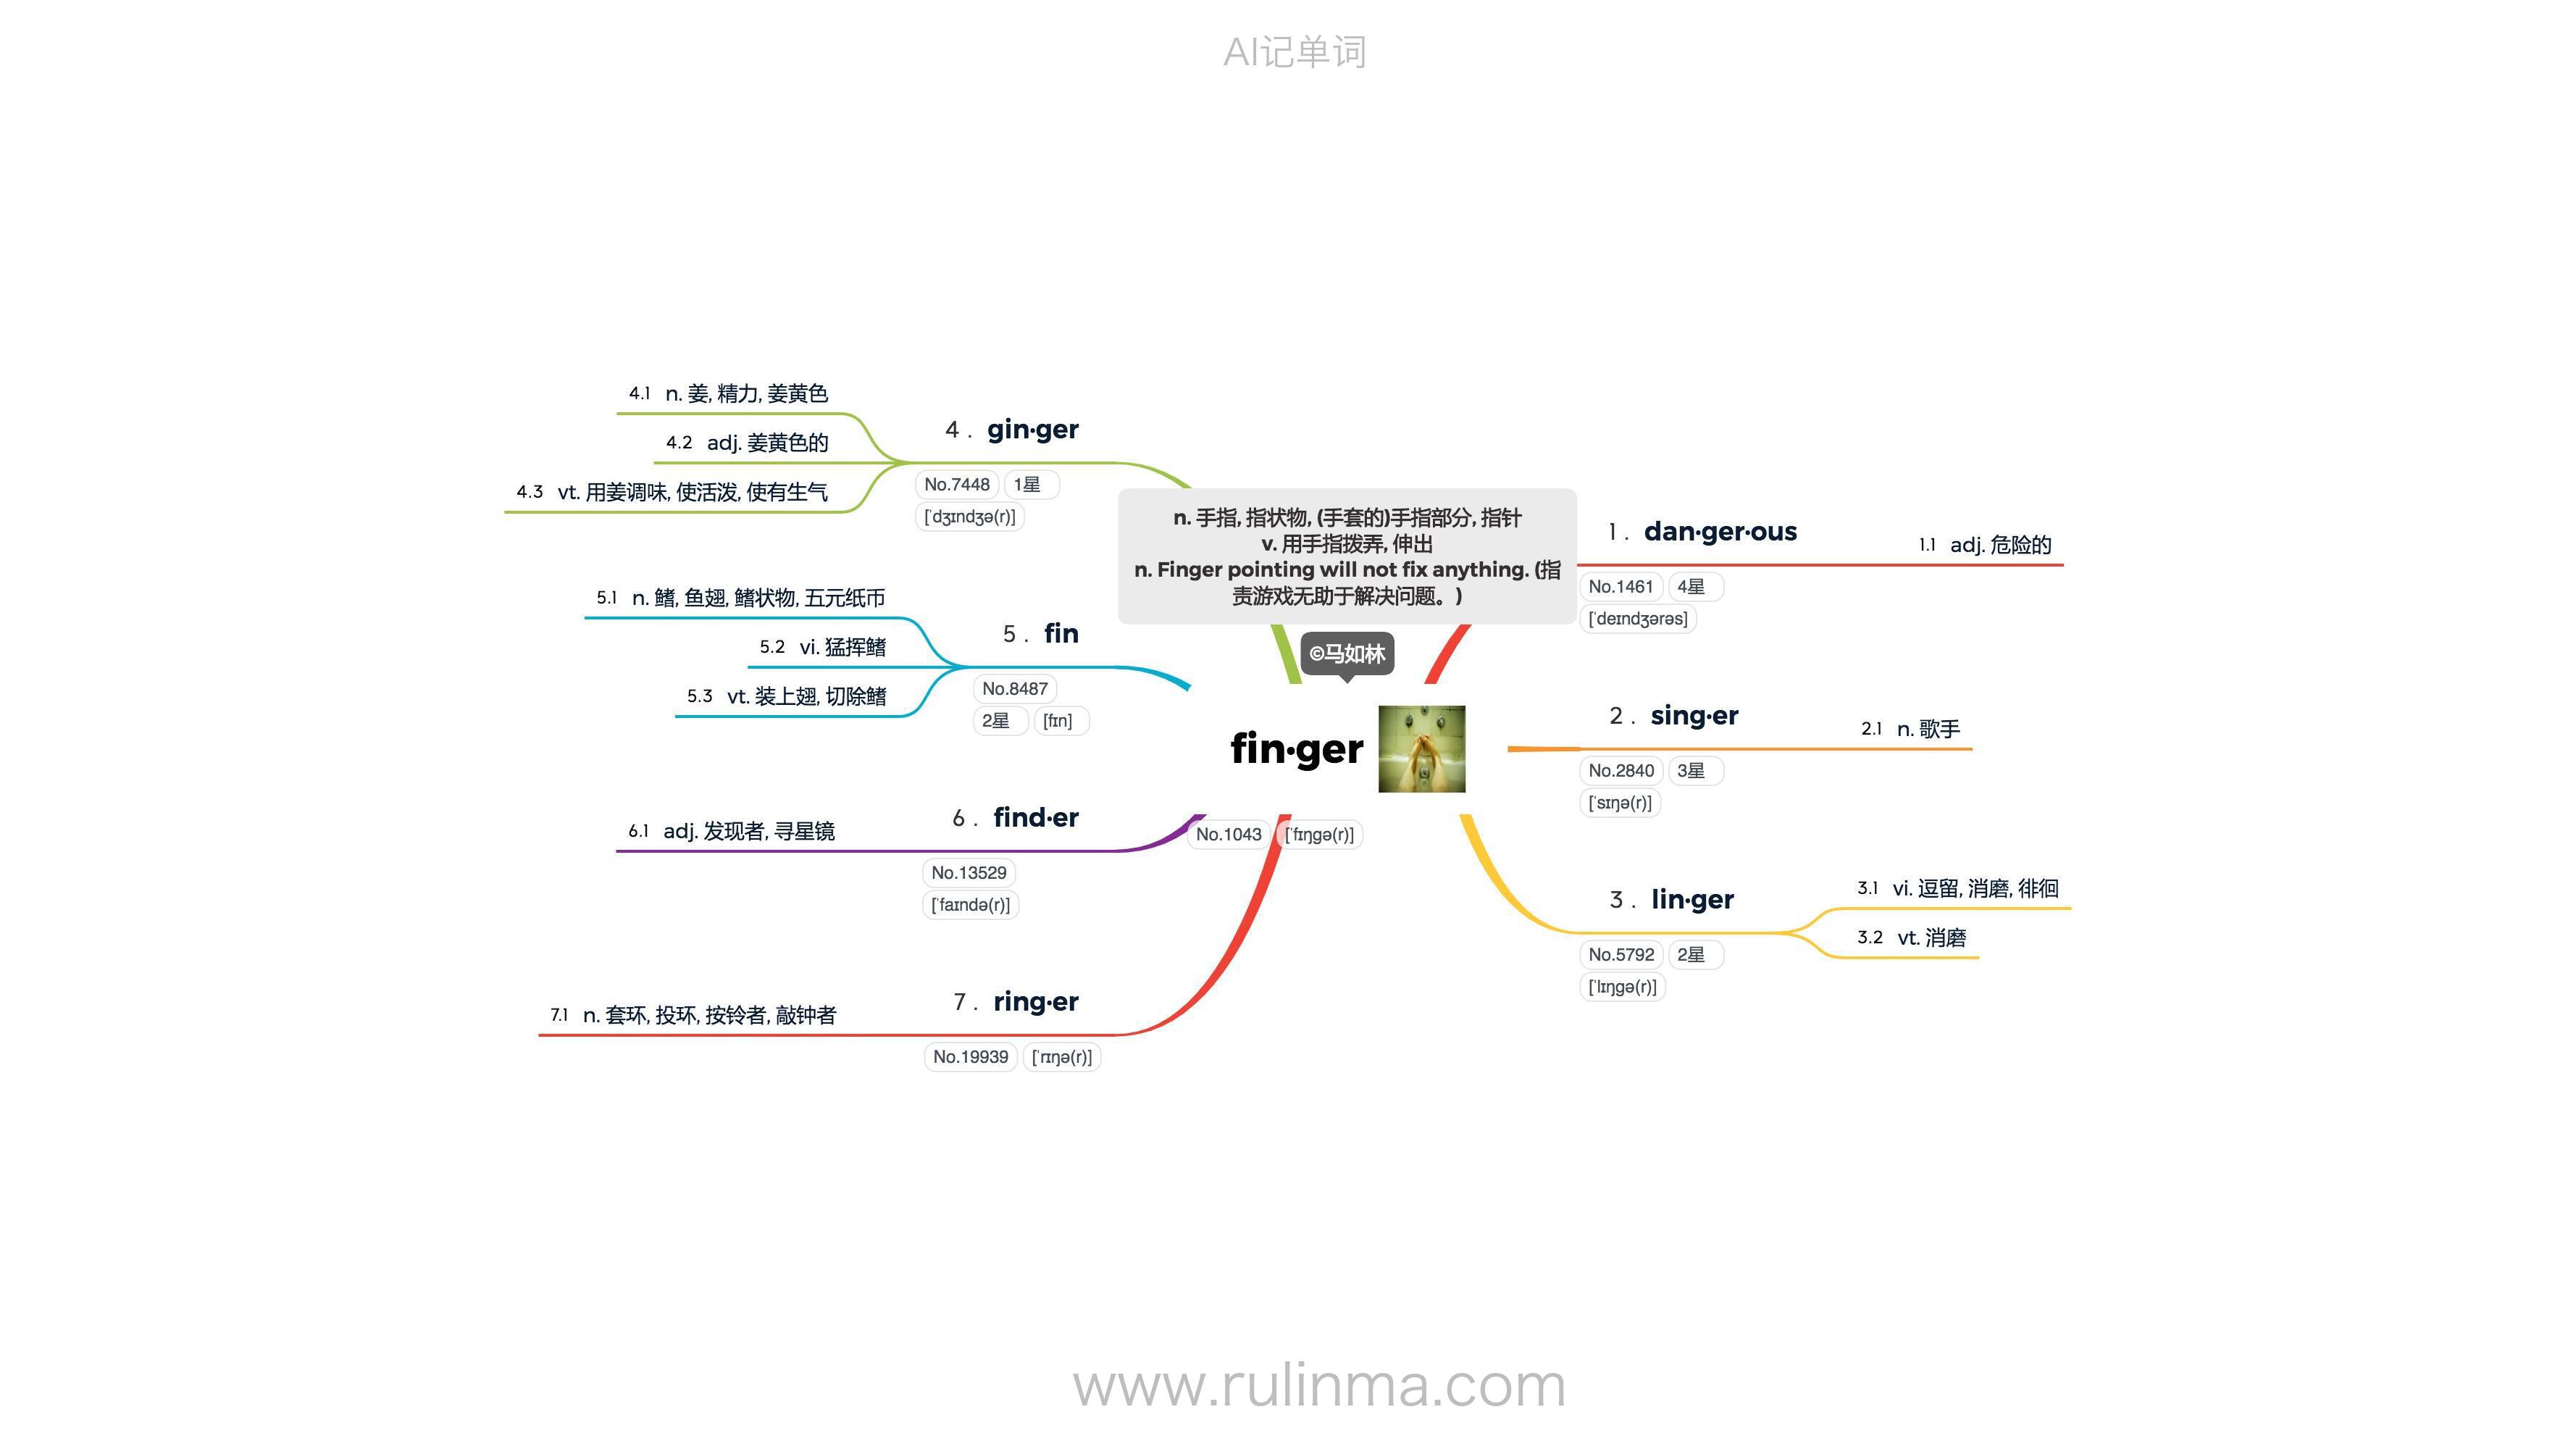 AI记单词
n. 手指, 指状物, (手套的)手指部分, 指针
v. 用手指拨弄, 伸出
n. Finger pointing will not fix anything. (指
责游戏无助于解决问题。)
©马如林
fin·ger
No.1043 [ˈfɪŋgə(r)]
1. dan·ger·ous
No.1461 4星
[ˈdeɪndʒərəs]
1.1 adj. 危险的
2. sing·er
No.2840 3星
[ˈsɪŋə(r)]
2.1 n. 歌手
3. lin·ger
No.5792 2星
[ˈlɪŋgə(r)]
3.1 vi. 逗留, 消磨, 徘徊
3.2 vt. 消磨
4. gin·ger
No.7448 1星
[ˈdʒɪndʒə(r)]
4.1 n. 姜, 精力, 姜黄色
4.2 adj. 姜黄色的
4.3 vt. 用姜调味, 使活泼, 使有生气
5. fin
No.8487
2星 [fɪn]
5.1 n. 鳍, 鱼翅, 鳍状物, 五元纸币
5.2 vi. 猛挥鳍
5.3 vt. 装上翅, 切除鳍
6. find·er
No.13529
[ˈfaɪndə(r)]
6.1 adj. 发现者, 寻星镜
7. ring·er
No.19939 [ˈrɪŋə(r)]
7.1 n. 套环, 投环, 按铃者, 敲钟者
www.rulinma.com